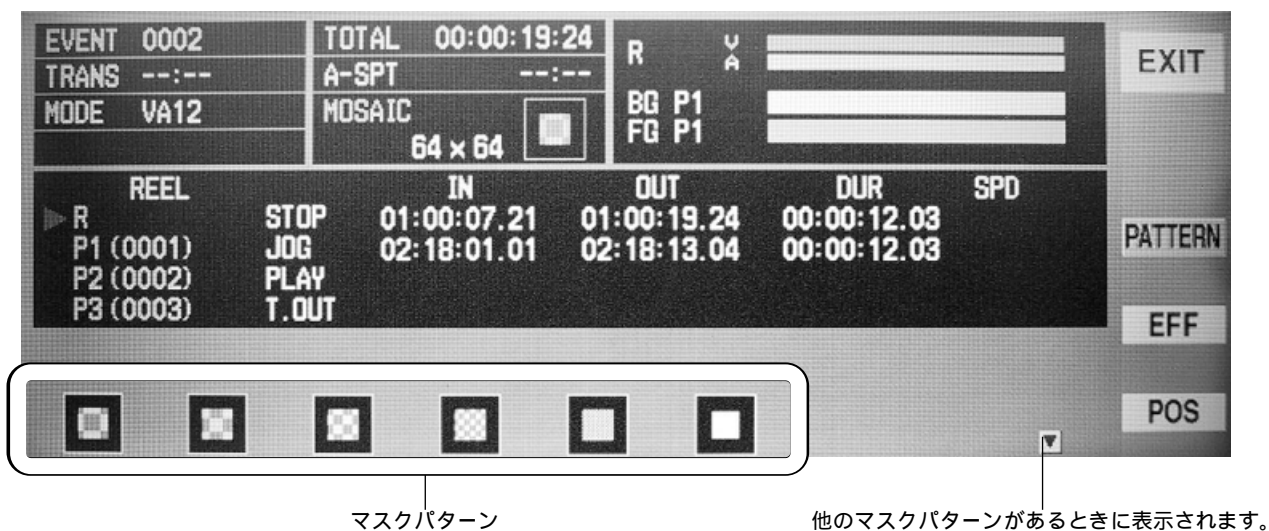 EVENT 0002
TRANS --:--
MODE VA12
TOTAL 00:00:19:24
A-SPT --:--
MOSAIC
64 × 64
R V
A
BG P1
FG P1
EXIT
REEL IN OUT DUR SPD
R STOP 01:00:07.21 01:00:19.24 00:00:12.03
P1 (0001) JOG 02:18:01.01 02:18:13.04 00:00:12.03
P2 (0002) PLAY
P3 (0003) T.OUT
PATTERN
EFF
POS
マスクパターン
他のマスクパターンがあるときに表示されます。